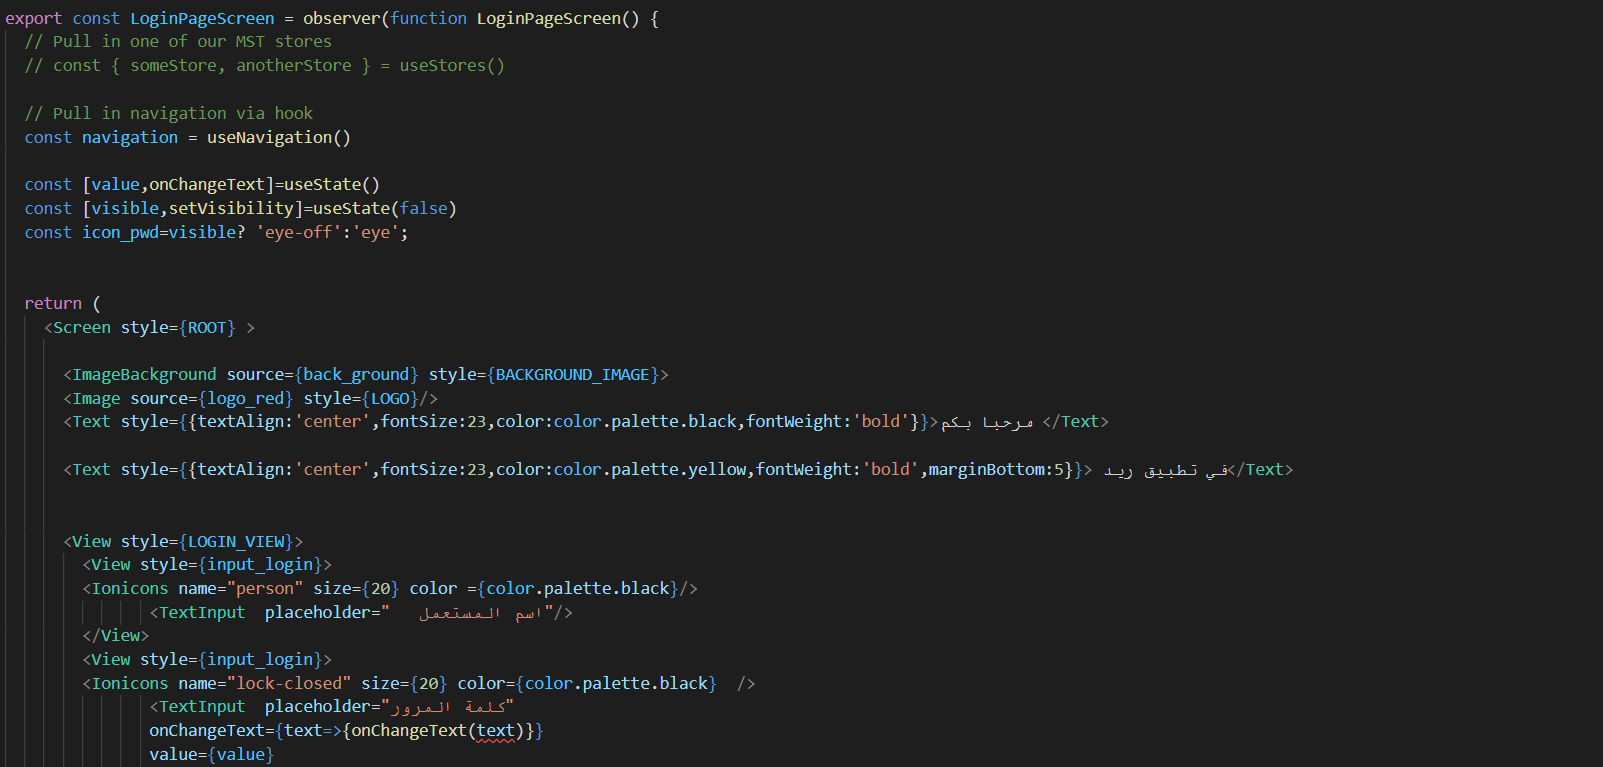 export const LoginPageScreen = observer(function LoginPageScreen() {
// Pull in one of our MST stores
// const { someStore, anotherStore } = useStores()
// Pull in navigation via hook
const navigation = useNavigation()
const [value,onChangeText]=useState()
const [visible,setVisibility]=useState(false)
const icon_pwd=visible? 'eye-off':'eye';
return (
<Screen style={ROOT} >
<ImageBackground source={back_ground} style={BACKGROUND_IMAGE}>
<Image source={logo_red} style={LOGO}/>
<Text style={{textAlign:'center',fontSize:23,color:color.palette.black,fontWeight:'bold'}}>مرحبا بكم </Text>
<Text style={{textAlign:'center',fontSize:23,color:color.palette.yellow,fontWeight:'bold',marginBottom:5}}> في تطبيق ريد</Text>
<View style={LOGIN_VIEW}>
<View style={input_login}>
<Ionicons name="person" size={20} color ={color.palette.black}/>
<TextInput  placeholder="   اسم المستعمل"/>
</View>
<View style={input_login}>
<Ionicons name="lock-closed" size={20} color={color.palette.black}  />
<TextInput  placeholder="كلمة المرور"
onChangeText={text=>{onChangeText(text)}}
value={value}